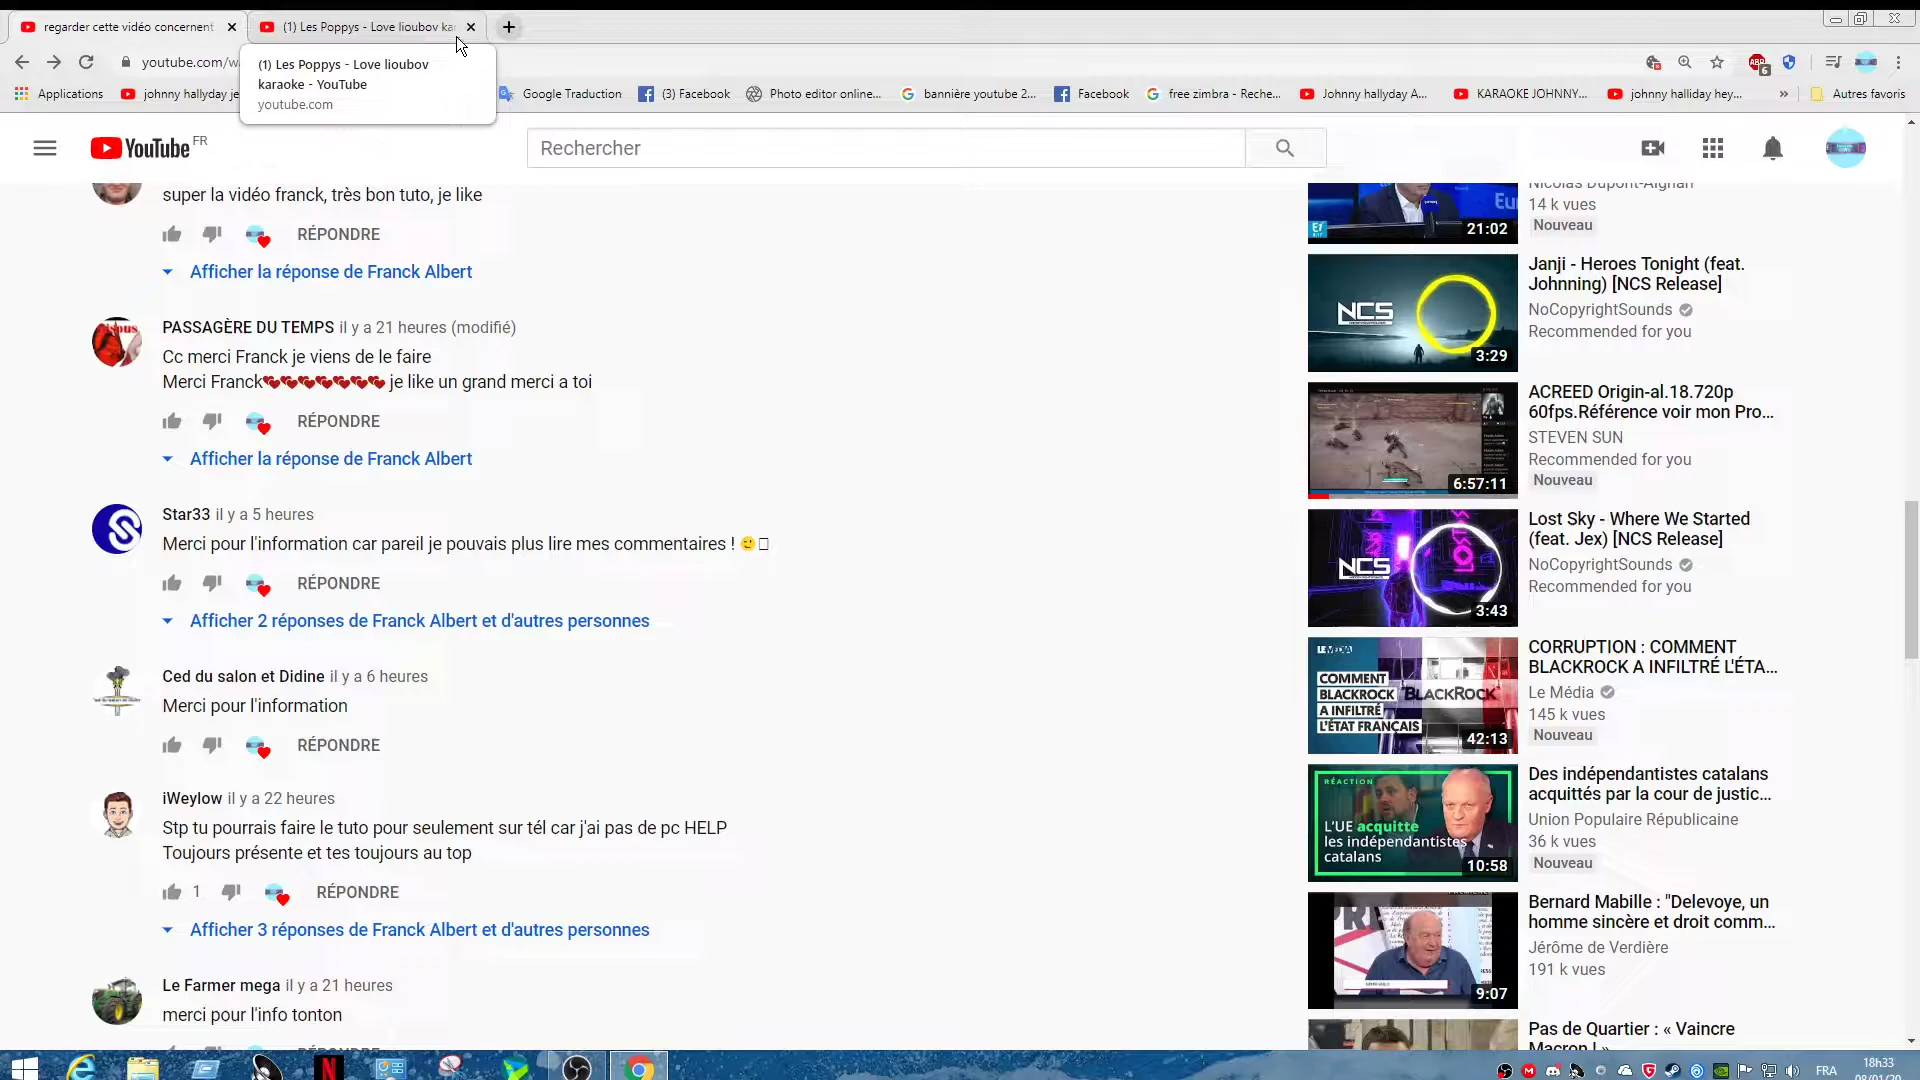 regarder cette vidéo concernent
(1) Les Poppys - Love lioubov ka
youtube.com/w
(1) Les Poppys - Love lioubov
karaoke - YouTube
youtube.com
6
Applications
johnny hallyday je
Google Traduction
(3) Facebook
Photo editor online...
bannière youtube 2...
Facebook
free zimbra - Reche...
Johnny hallyday A...
KARAOKE JOHNNY...
johnny halliday hey...
»
Autres favoris
YouTube FR
Rechercher
super la vidéo franck, très bon tuto, je like
RÉPONDRE
Afficher la réponse de Franck Albert
PASSAGÈRE DU TEMPS il y a 21 heures (modifié)
Cc merci Franck je viens de le faire
Merci Franck💕💕💕💕💕💕💕 je like un grand merci a toi
RÉPONDRE
Afficher la réponse de Franck Albert
Star33 il y a 5 heures
Merci pour l'information car pareil je pouvais plus lire mes commentaires ! 🙂
RÉPONDRE
Afficher 2 réponses de Franck Albert et d'autres personnes
Ced du salon et Didine il y a 6 heures
Merci pour l'information
RÉPONDRE
iWeylow il y a 22 heures
Stp tu pourrais faire le tuto pour seulement sur tél car j'ai pas de pc HELP
Toujours présente et tes toujours au top
1 RÉPONDRE
Afficher 3 réponses de Franck Albert et d'autres personnes
Le Farmer mega il y a 21 heures
merci pour l'info tonton
Nicolas Dupont-Aignan
14 k vues
Nouveau
21:02
Janji - Heroes Tonight (feat.
Johnning) [NCS Release]
NoCopyrightSounds
Recommended for you
NCS
3:29
ACREED Origin-al.18.720p
60fps.Référence voir mon Pro...
STEVEN SUN
Recommended for you
Nouveau
6:57:11
Lost Sky - Where We Started
(feat. Jex) [NCS Release]
NoCopyrightSounds
Recommended for you
NCS
3:43
CORRUPTION : COMMENT
BLACKROCK A INFILTRÉ L'ÉTA...
Le Média
145 k vues
Nouveau
LE MEDIA
COMMENT
BLACKROCK
A INFILTRÉ
L'ÉTAT FRANÇAIS
BLACKROCK
42:13
Des indépendantistes catalans
acquittés par la cour de justic...
Union Populaire Républicaine
36 k vues
Nouveau
RÉACTION
L'UE acquitte
les indépendantistes
catalans
10:58
Bernard Mabille : "Delevoye, un
homme sincère et droit comm...
Jérôme de Verdière
191 k vues
9:07
Pas de Quartier : « Vaincre
Macron ! »
FRA
18h33
08/01/20